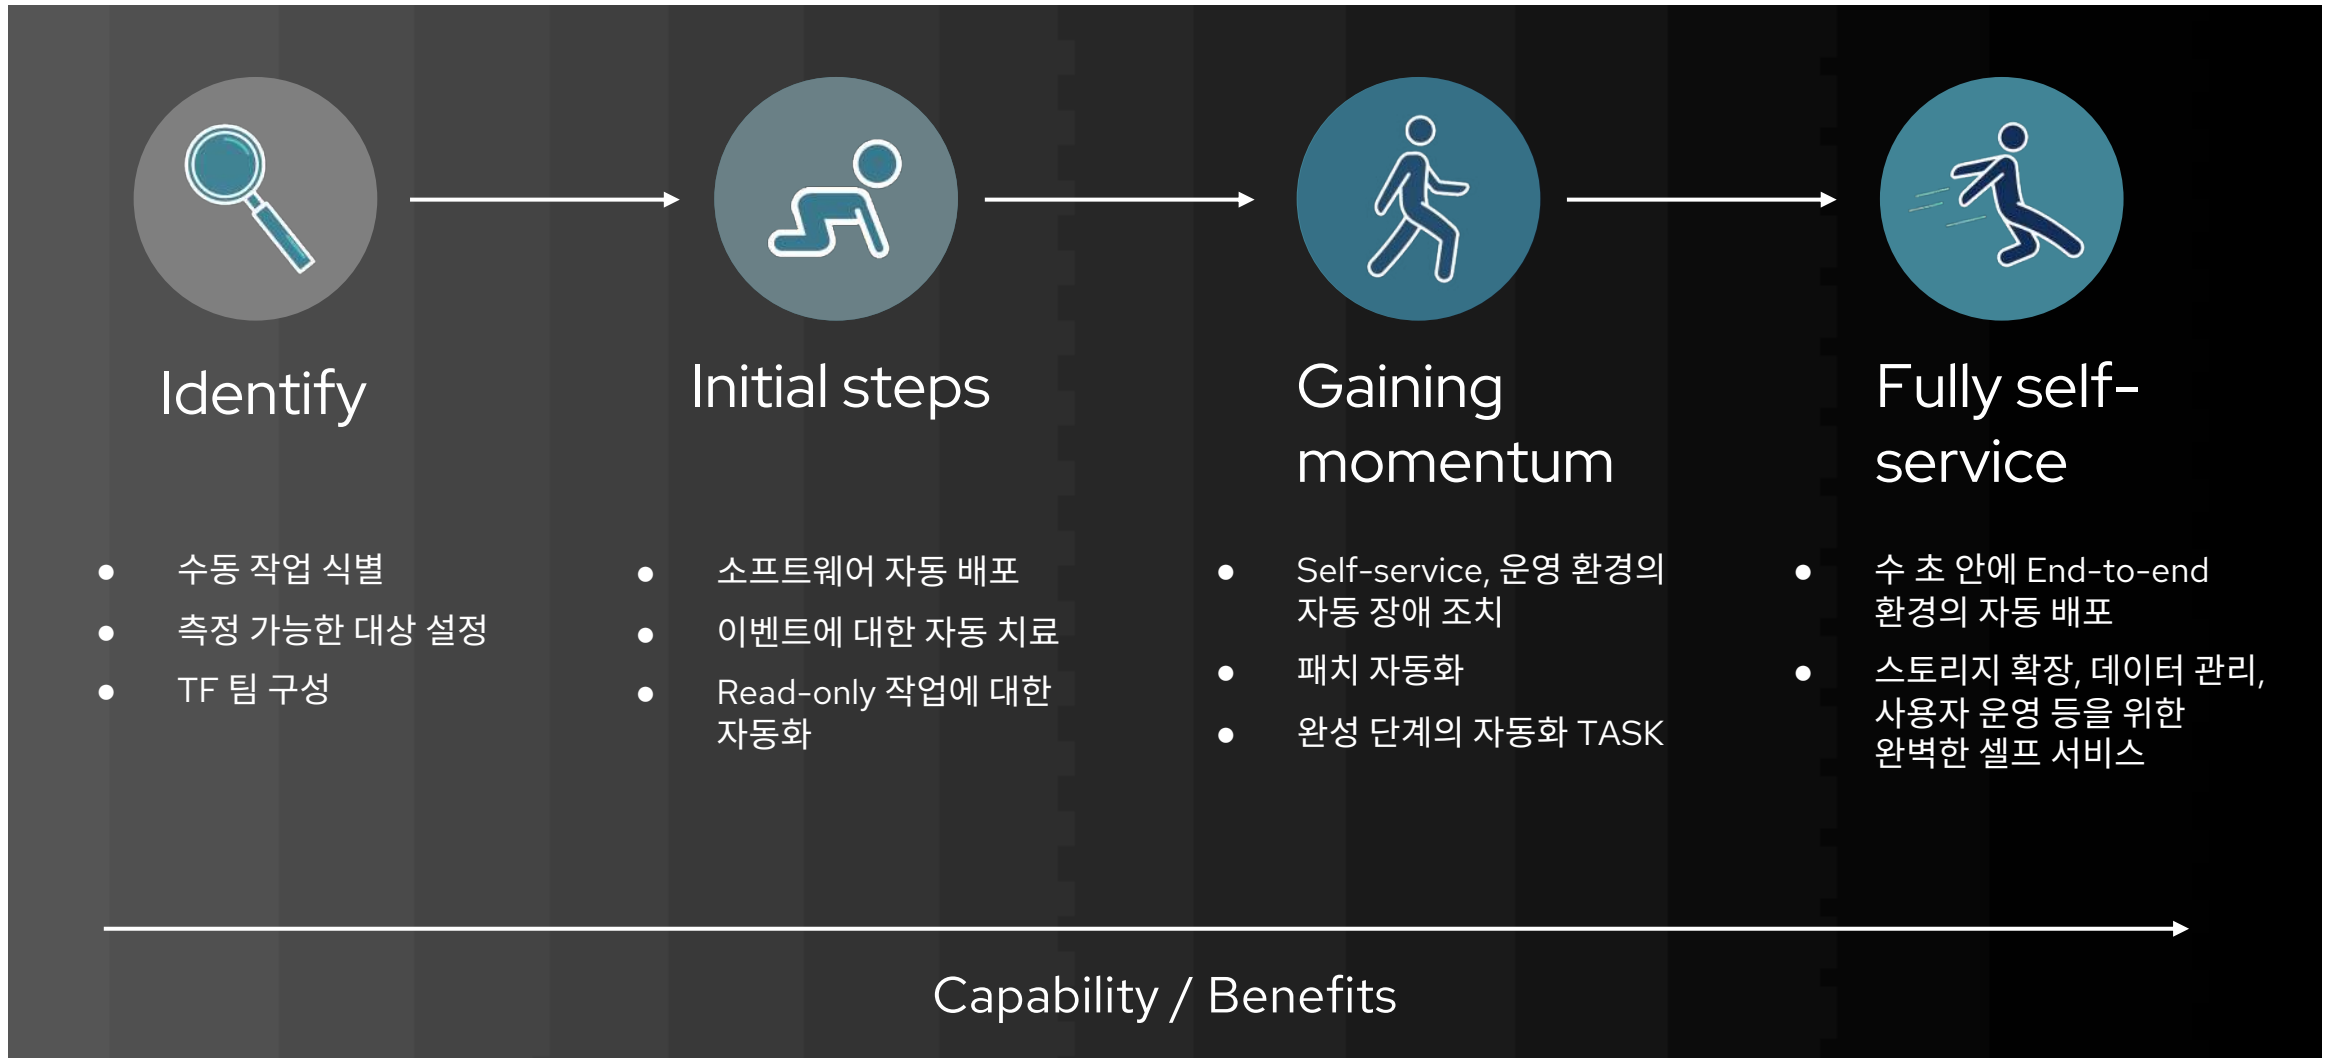 Identify
Initial steps
Gaining
momentum
Fully self-
service
● 수동 작업 식별
● 측정 가능한 대상 설정
● TF 팀 구성
● 소프트웨어 자동 배포
● 이벤트에 대한 자동 치료
● Read-only 작업에 대한
자동화
● Self-service, 운영 환경의
자동 장애 조치
● 패치 자동화
● 완성 단계의 자동화 TASK
● 수 초 안에 End-to-end
환경의 자동 배포
● 스토리지 확장, 데이터 관리,
사용자 운영 등을 위한
완벽한 셀프 서비스
Capability / Benefits